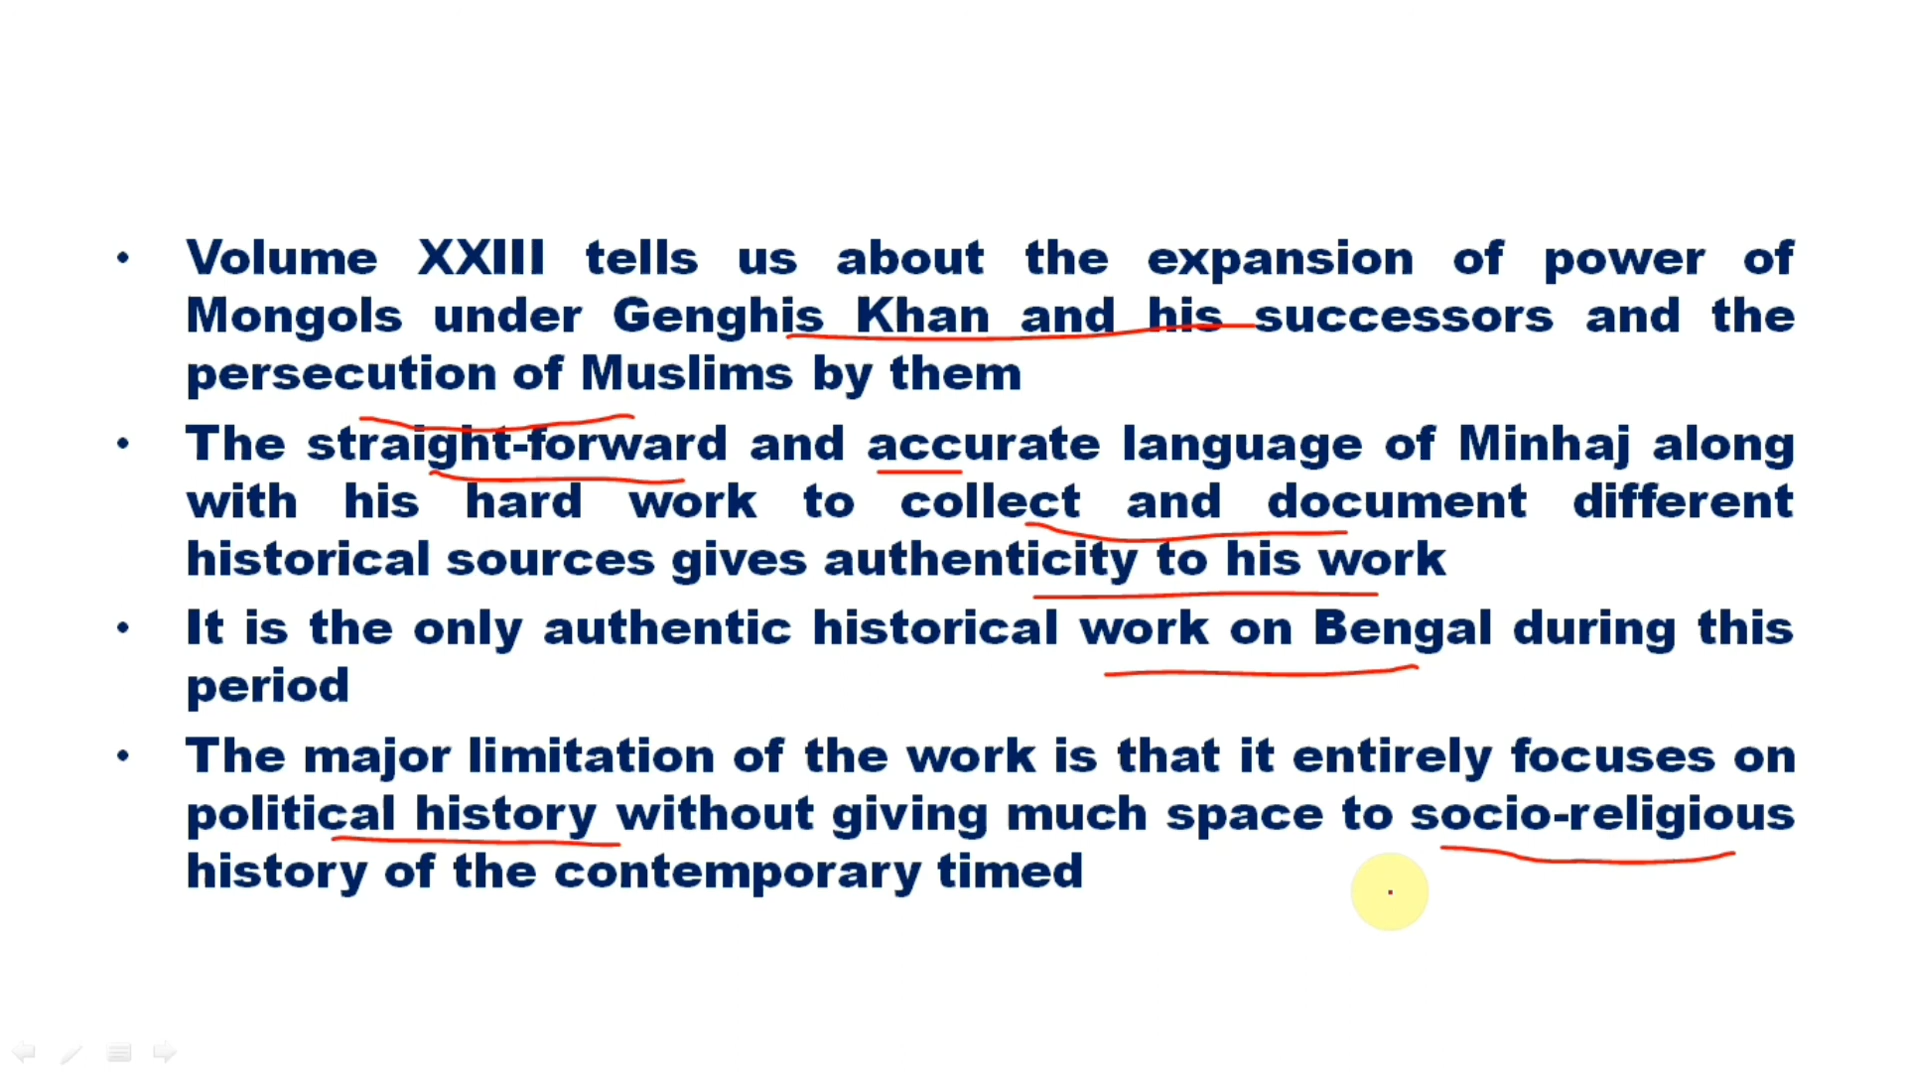 • Volume XXIII tells us about the expansion of power of
Mongols under Genghis Khan and his successors and the
persecution of Muslims by them
• The straight-forward and accurate language of Minhaj along
with his hard work to collect and document different
historical sources gives authenticity to his work
• It is the only authentic historical work on Bengal during this
period
• The major limitation of the work is that it entirely focuses on
political history without giving much space to socio-religious
history of the contemporary timed